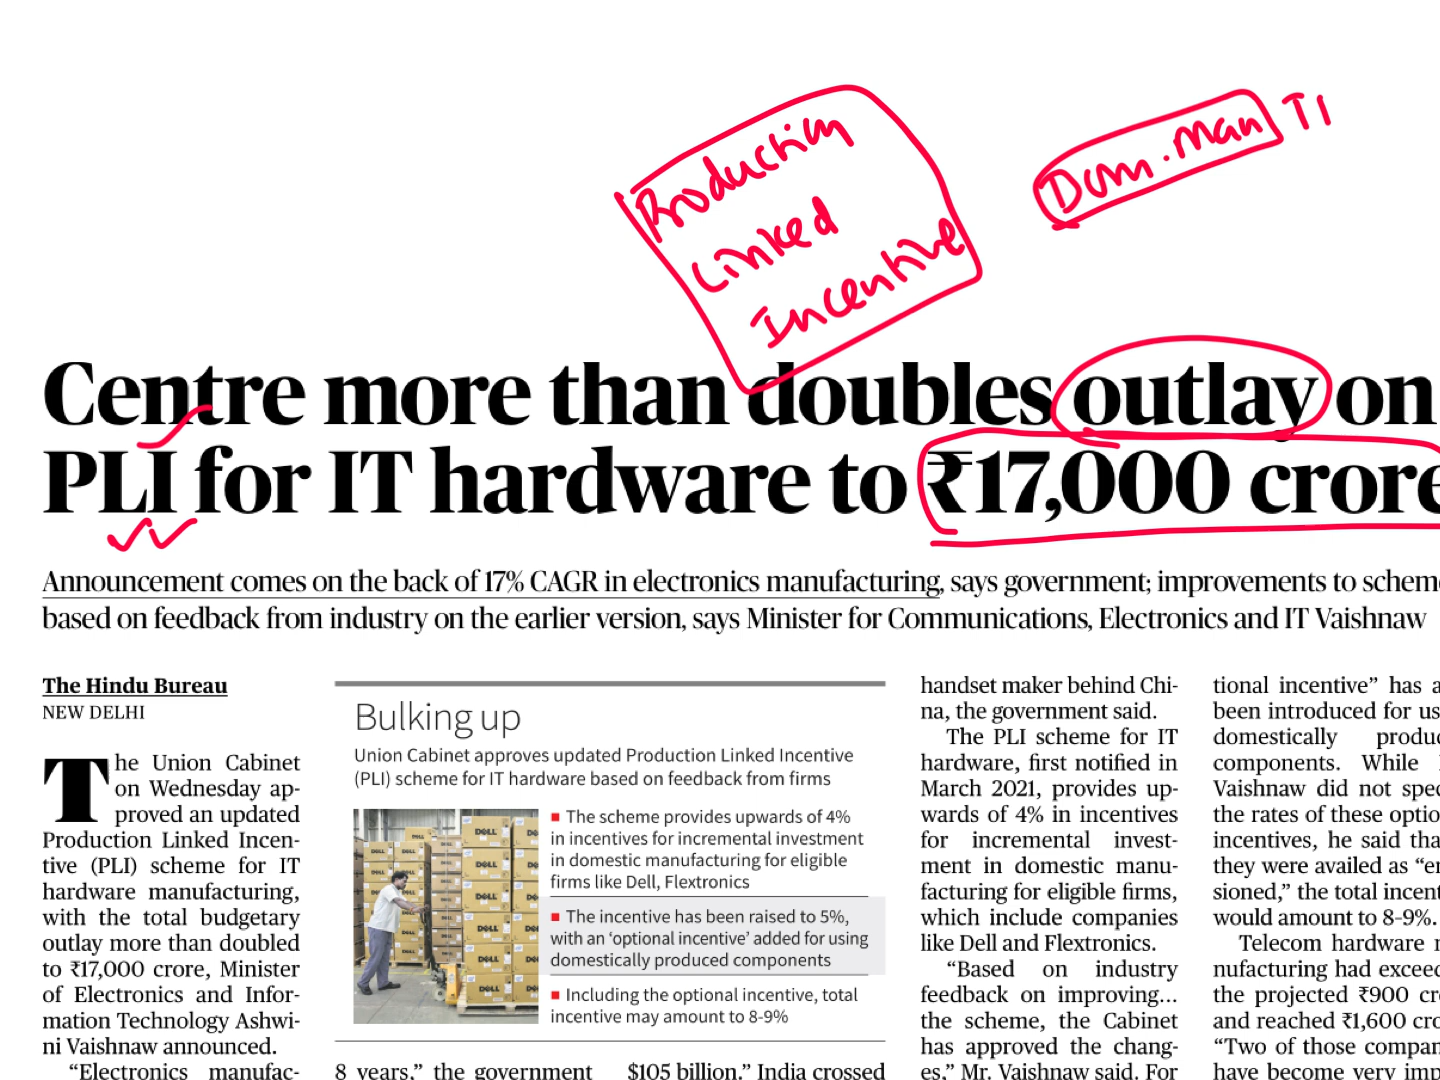 Production
Linked
Incentive
Dom. Man
Centre more than doubles outlay on
PLI for IT hardware to ₹17,000 crore
Announcement comes on the back of 17% CAGR in electronics manufacturing, says government; improvements to scheme
based on feedback from industry on the earlier version, says Minister for Communications, Electronics and IT Vaishnaw
The Hindu Bureau
NEW DELHI
The Union Cabinet
on Wednesday ap-
proved an updated
Production Linked Incen-
tive (PLI) scheme for IT
hardware manufacturing,
with the total budgetary
outlay more than doubled
to ₹17,000 crore, Minister
of Electronics and Infor-
mation Technology Ashwi-
ni Vaishnaw announced.
“Electronics manufac-
Bulking up
Union Cabinet approves updated Production Linked Incentive
(PLI) scheme for IT hardware based on feedback from firms
DELL
■ The scheme provides upwards of 4%
in incentives for incremental investment
in domestic manufacturing for eligible
firms like Dell, Flextronics
■ The incentive has been raised to 5%,
with an ‘optional incentive’ added for using
domestically produced components
■ Including the optional incentive, total
incentive may amount to 8-9%
8 years,” the government
$105 billion.” India crossed
handset maker behind Chi-
na, the government said.
The PLI scheme for IT
hardware, first notified in
March 2021, provides up-
wards of 4% in incentives
for incremental invest-
ment in domestic manu-
facturing for eligible firms,
which include companies
like Dell and Flextronics.
“Based on industry
feedback on improving...
the scheme, the Cabinet
has approved the chang-
es,” Mr. Vaishnaw said. For
tional incentive” has a
been introduced for us
domestically produc
components. While
Vaishnaw did not spec
the rates of these optio
incentives, he said tha
they were availed as “en
sioned,” the total incent
would amount to 8-9%.
Telecom hardware
nufacturing had exceed
the projected ₹900 cro
and reached ₹1,600 cro
“Two of those compan
have become very imp